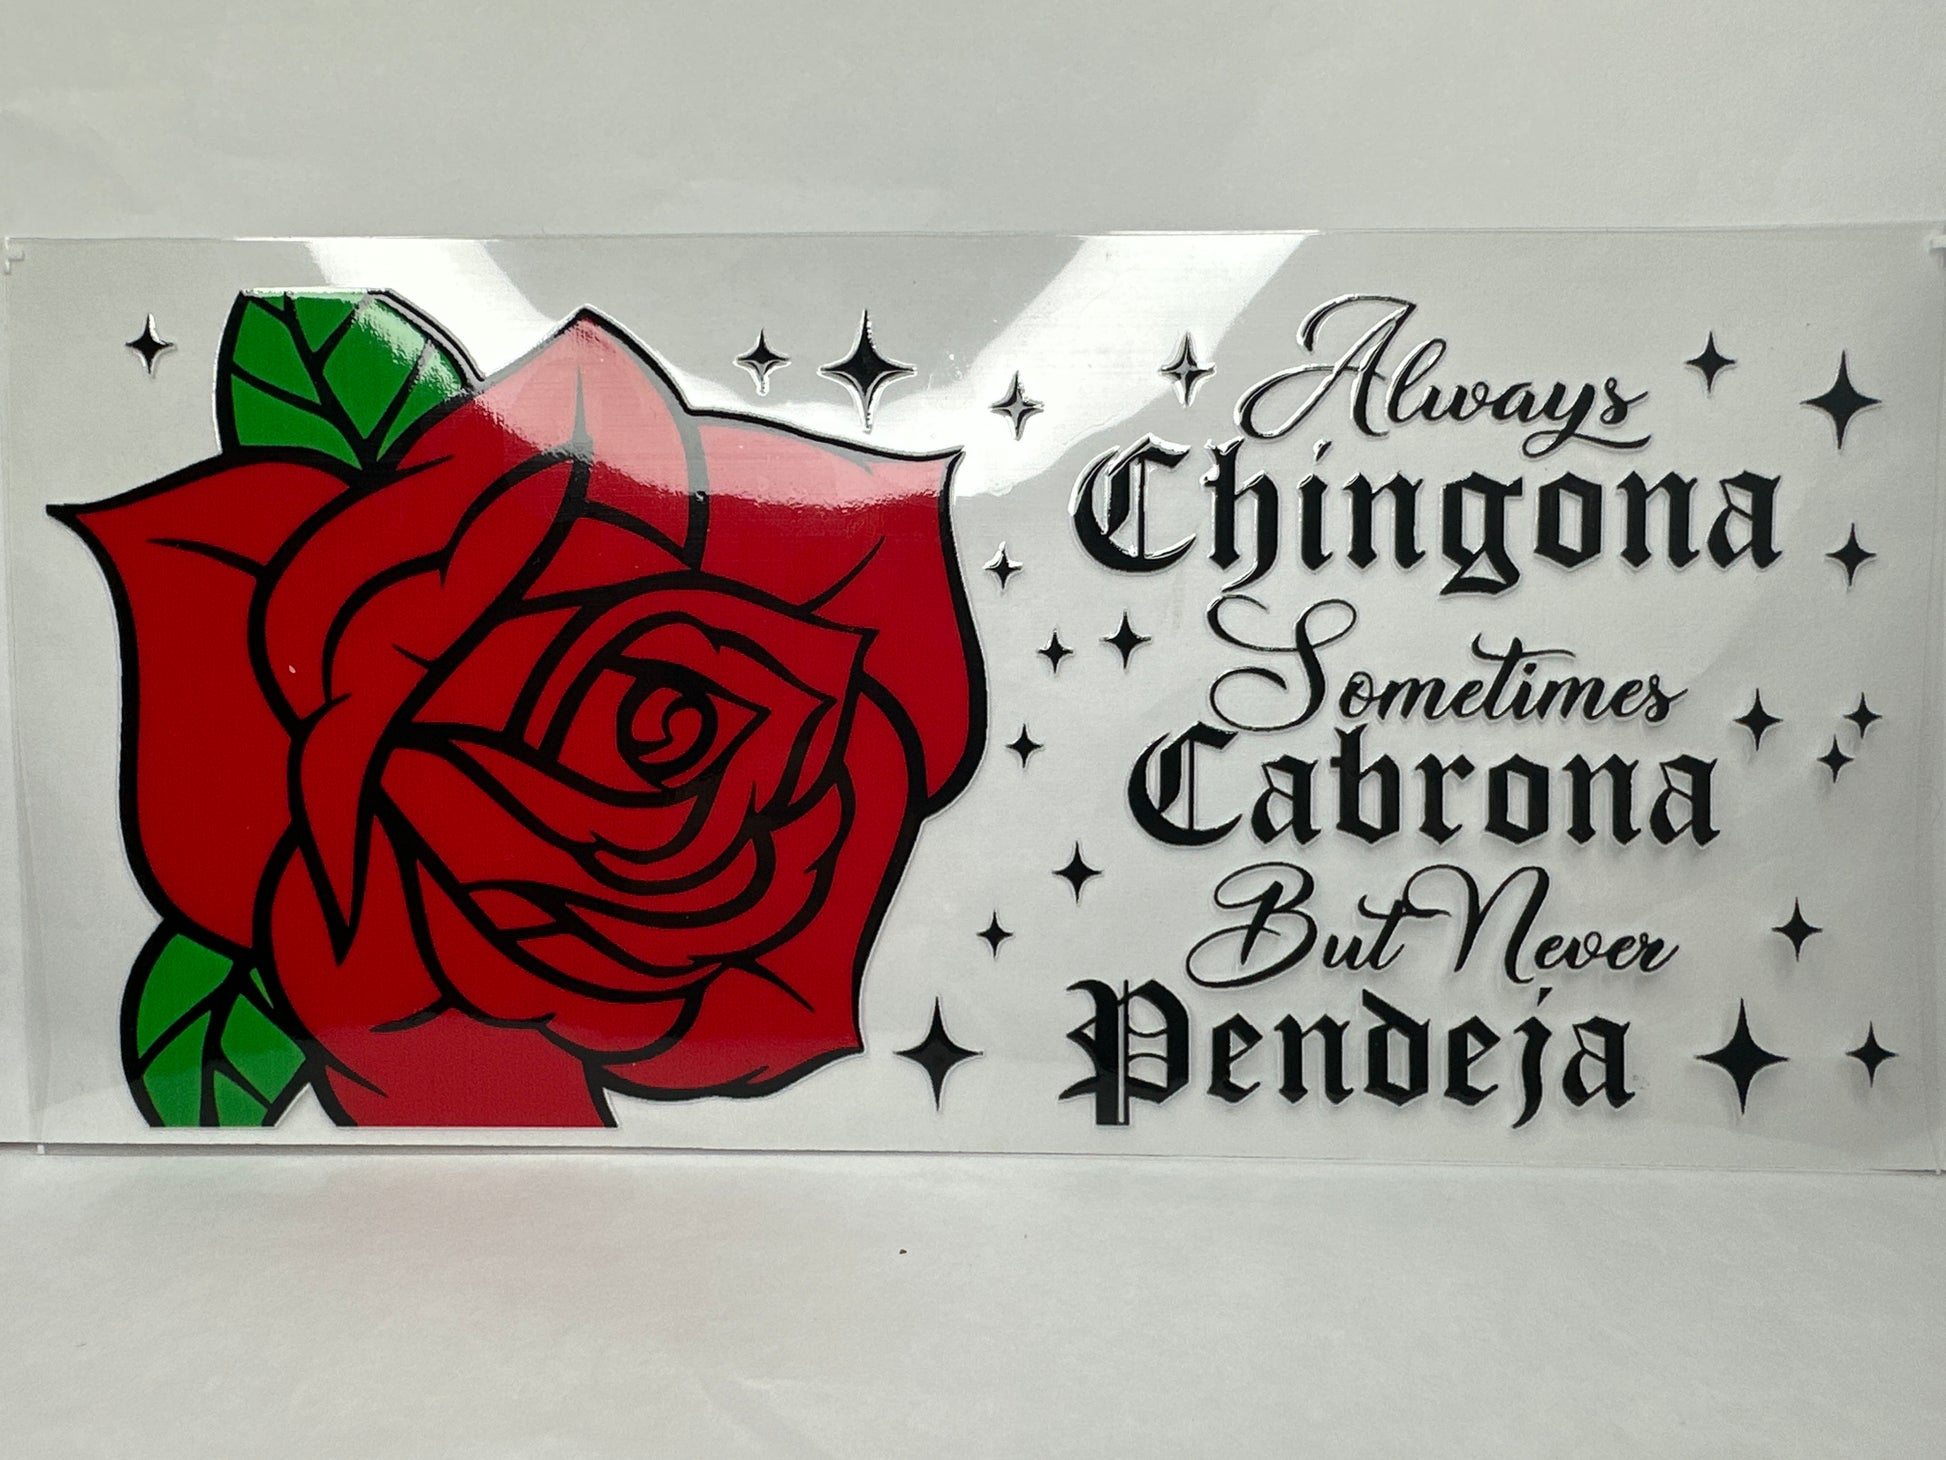 Always
Chingona
Sometimes
Cabrona
But Never
Pendeja